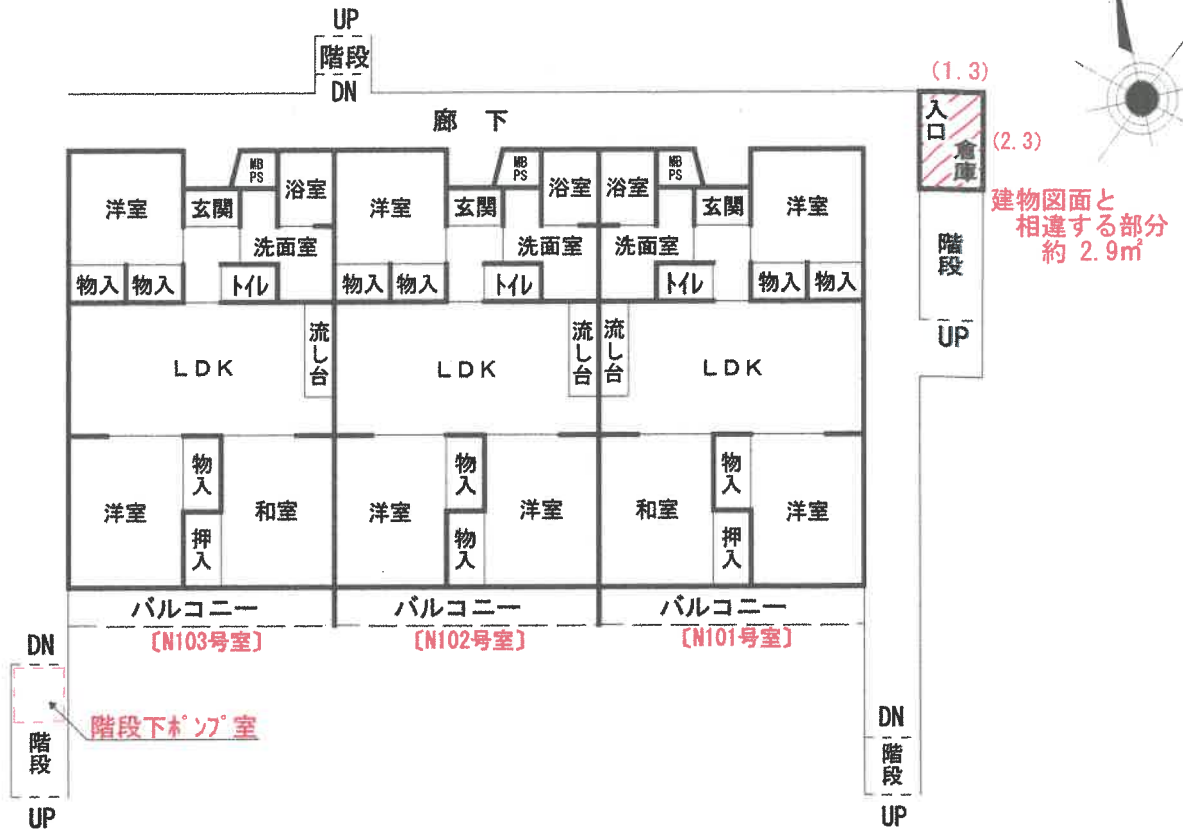 UP
階段
DN
廊下
(1.3)
入口
倉庫
(2.3)
建物図面と
相違する部分
約 2.9㎡
階段
UP
洋室
玄関
MB
PS
浴室
洗面室
物入
物入
トイレ
洋室
玄関
MB
PS
浴室
洗面室
物入
物入
トイレ
浴室
MB
PS
玄関
洋室
洗面室
トイレ
物入
物入
LDK
流し台
LDK
流し台
流し台
LDK
洋室
物入
押入
和室
洋室
物入
物入
洋室
和室
物入
押入
洋室
バルコニー
バルコニー
バルコニー
[N103号室]
[N102号室]
[N101号室]
DN
階段下ポンプ室
階段
UP
DN
階段
UP